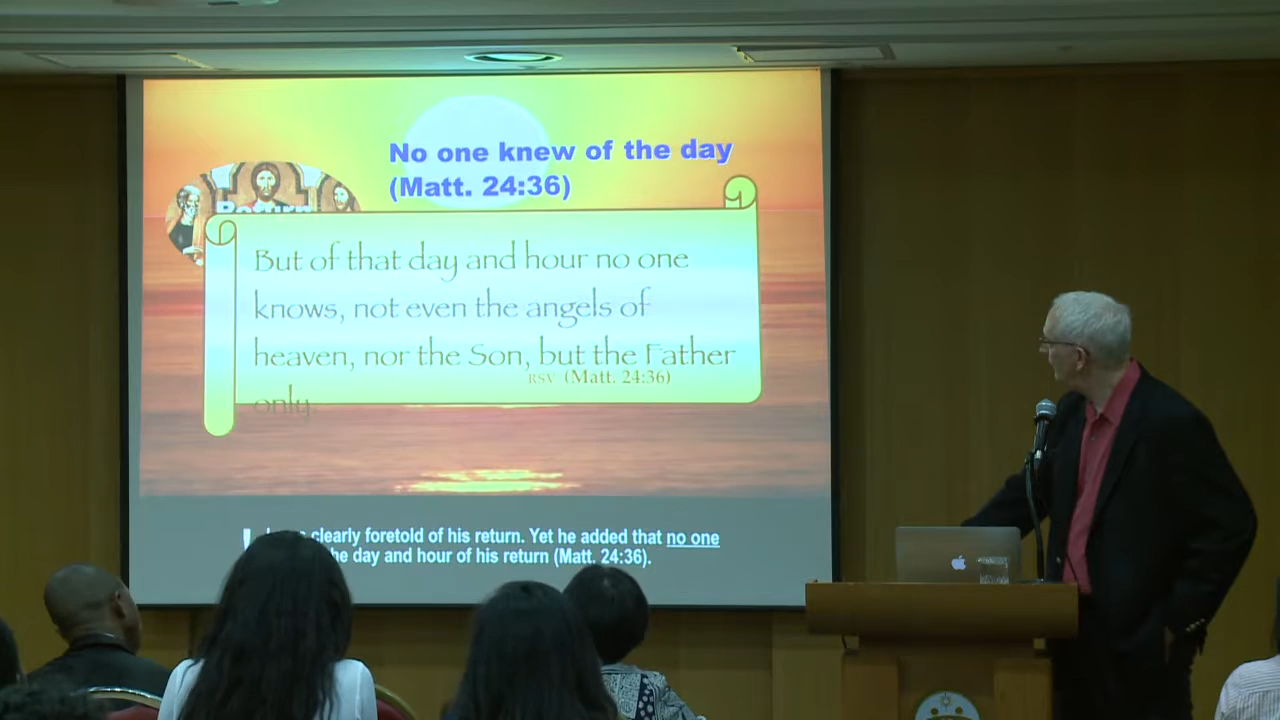 No one knew of the day
(Matt. 24:36)
Return
But of that day and hour no one
knows, not even the angels of
heaven, nor the Son, but the Father
RSV (Matt. 24:36)
only.
clearly foretold of his return. Yet he added that no one
the day and hour of his return (Matt. 24:36).